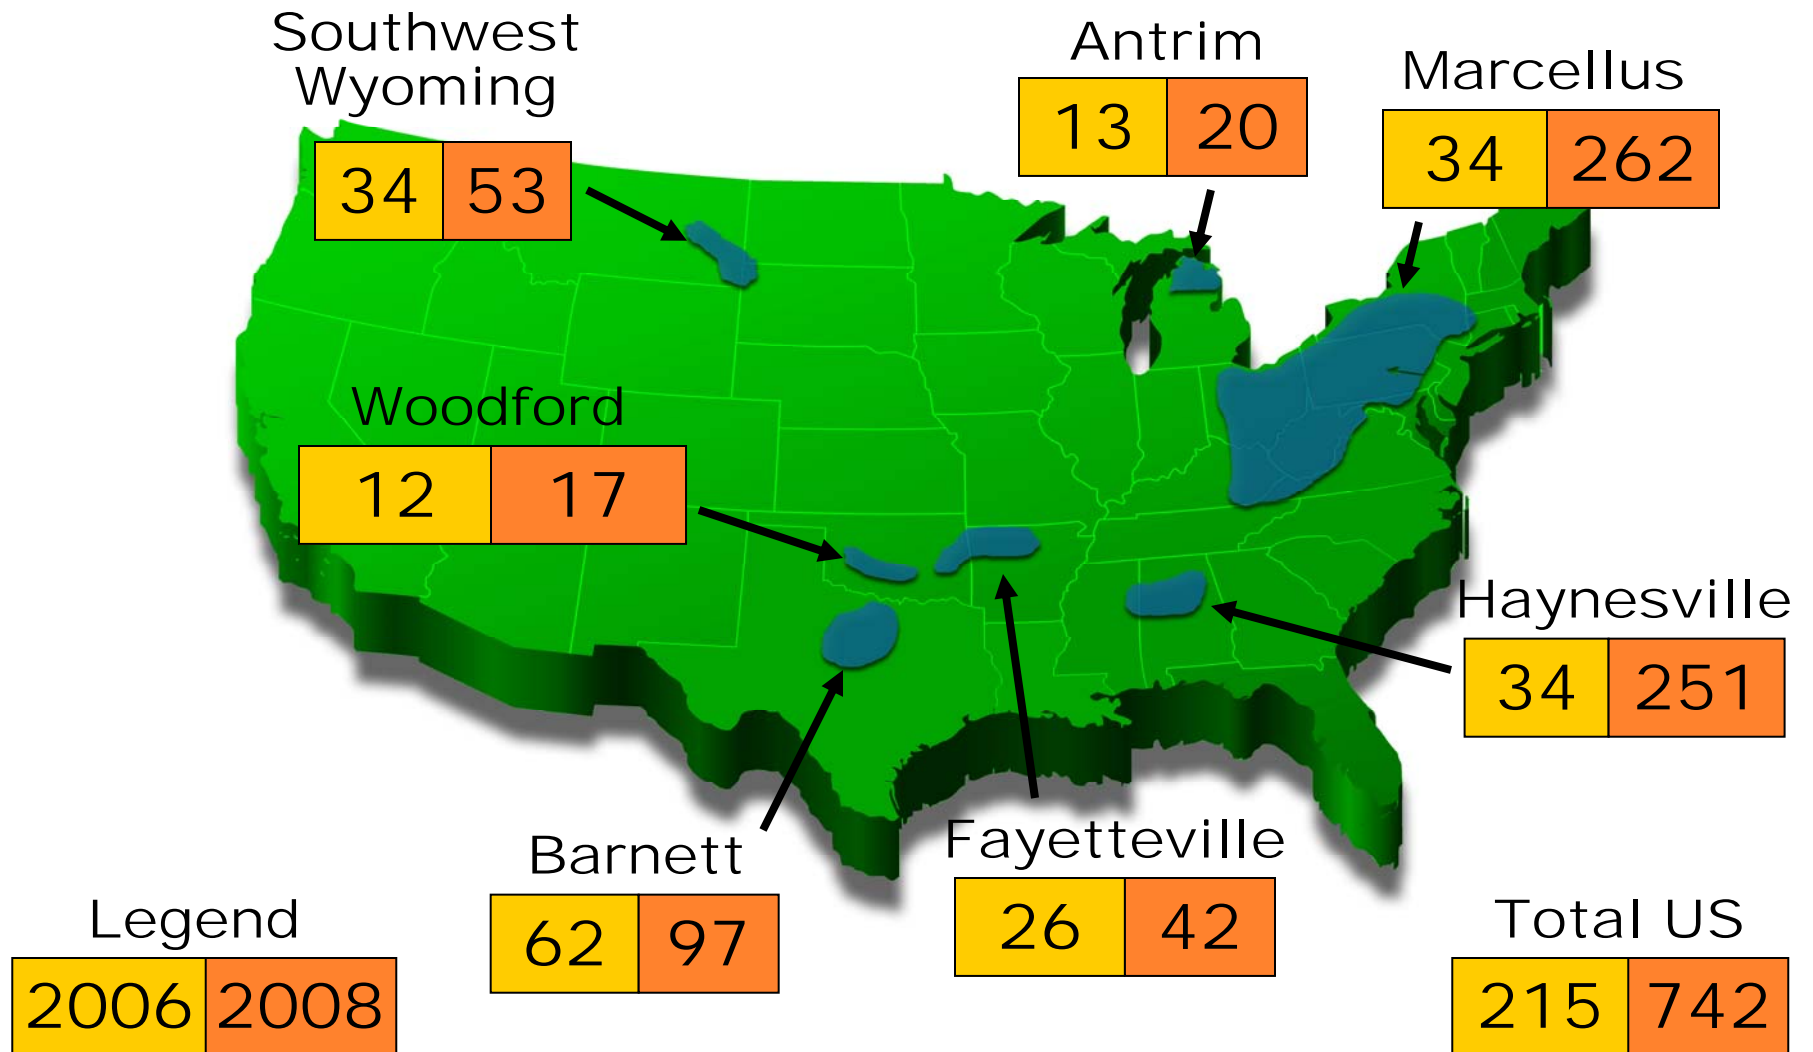 Southwest
Wyoming
34 53
Antrim
13 20
Marcellus
34 262
Woodford
12 17
Haynesville
34 251
Barnett
62 97
Fayetteville
26 42
Legend
2006 2008
Total US
215 742